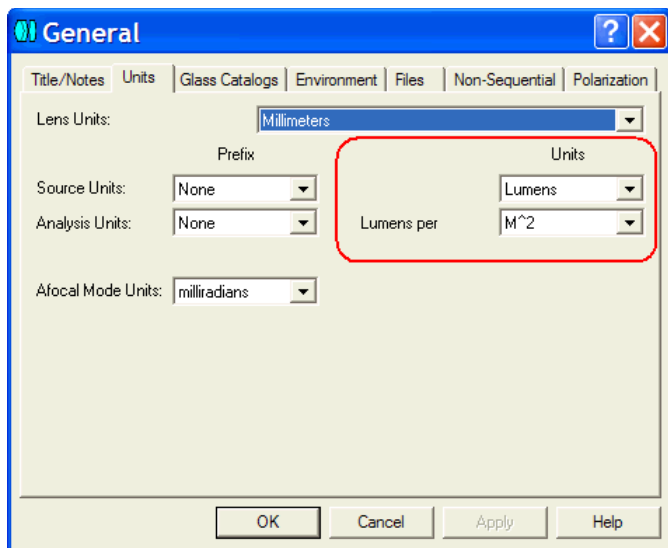 General
Title/Notes Units Glass Catalogs Environment Files Non-Sequential Polarization
Lens Units: Millimeters
Prefix Units
Source Units: None Lumens
Analysis Units: None Lumens per M^2
Afocal Mode Units: milliradians
OK Cancel Apply Help